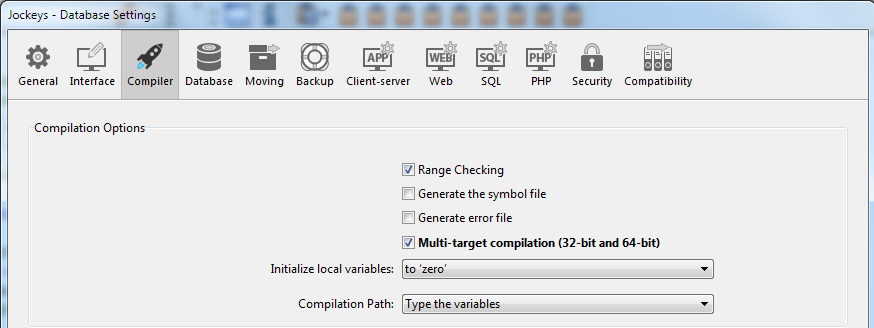 Jockeys - Database Settings
APP WEB SQL PHP
General Interface Compiler Database Moving Backup Client-server Web SQL PHP Security Compatibility
Compilation Options
Range Checking
Generate the symbol file
Generate error file
Multi-target compilation (32-bit and 64-bit)
Initialize local variables: to 'zero'
Compilation Path: Type the variables